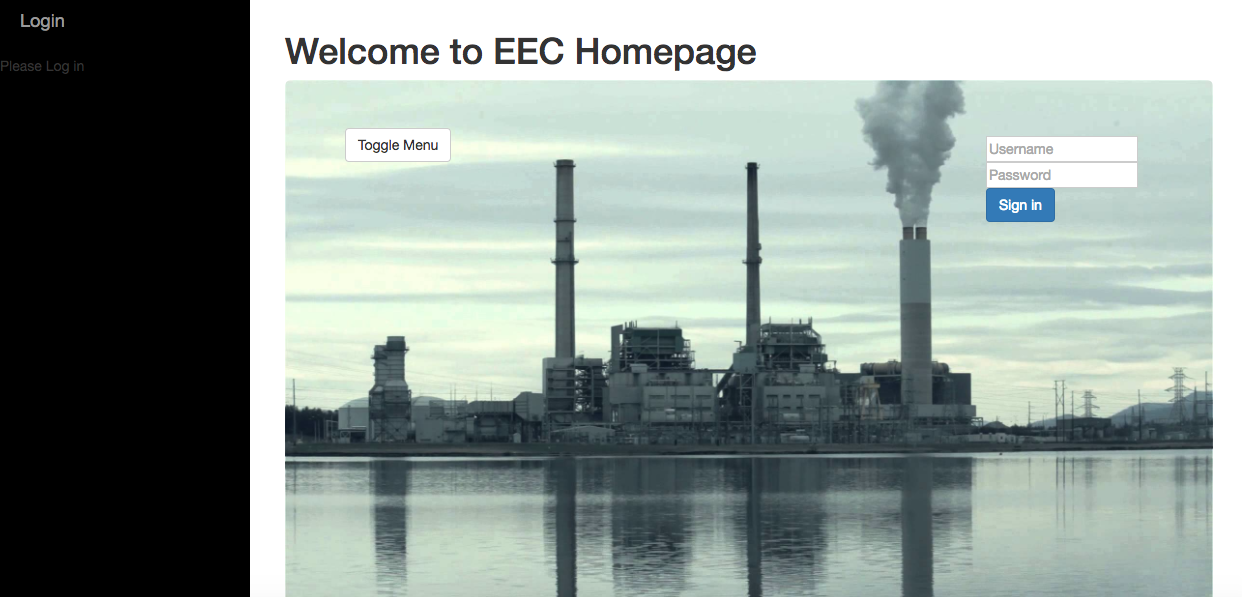 Login
Please Log in
Welcome to EEC Homepage
Toggle Menu
Username
Password
Sign in